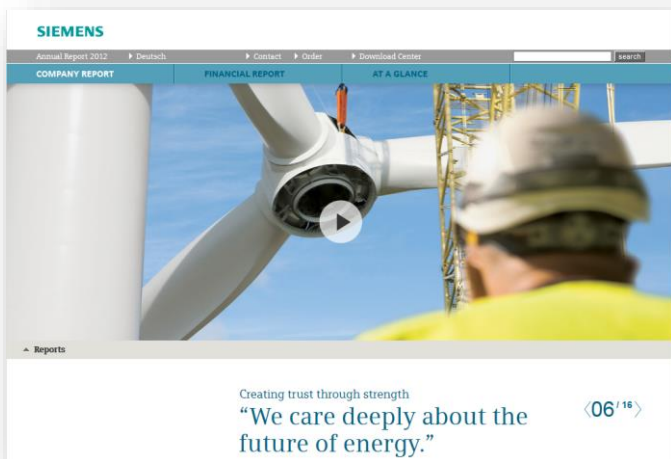 SIEMENS
Annual Report 2012 Deutsch Contact Order Download Center search
COMPANY REPORT FINANCIAL REPORT AT A GLANCE
Reports
Creating trust through strength
“We care deeply about the
future of energy.”
06 / 16